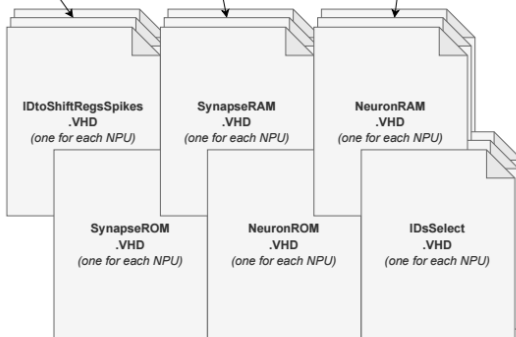 IDtoShiftRegsSpikes
.VHD
(one for each NPU)
SynapseRAM
.VHD
(one for each NPU)
NeuronRAM
.VHD
(one for each NPU)
SynapseROM
.VHD
(one for each NPU)
NeuronROM
.VHD
(one for each NPU)
IDsSelect
.VHD
(one for each NPU)